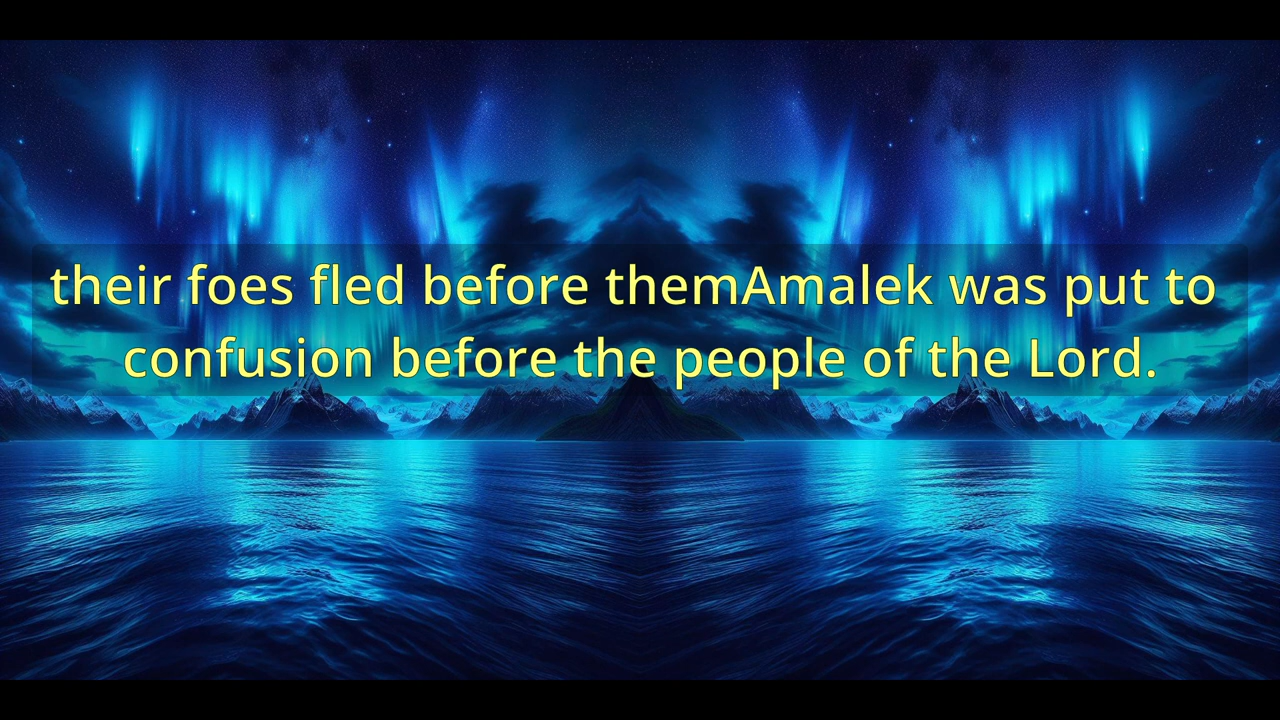 their foes fled before themAmalek was put to
confusion before the people of the Lord.